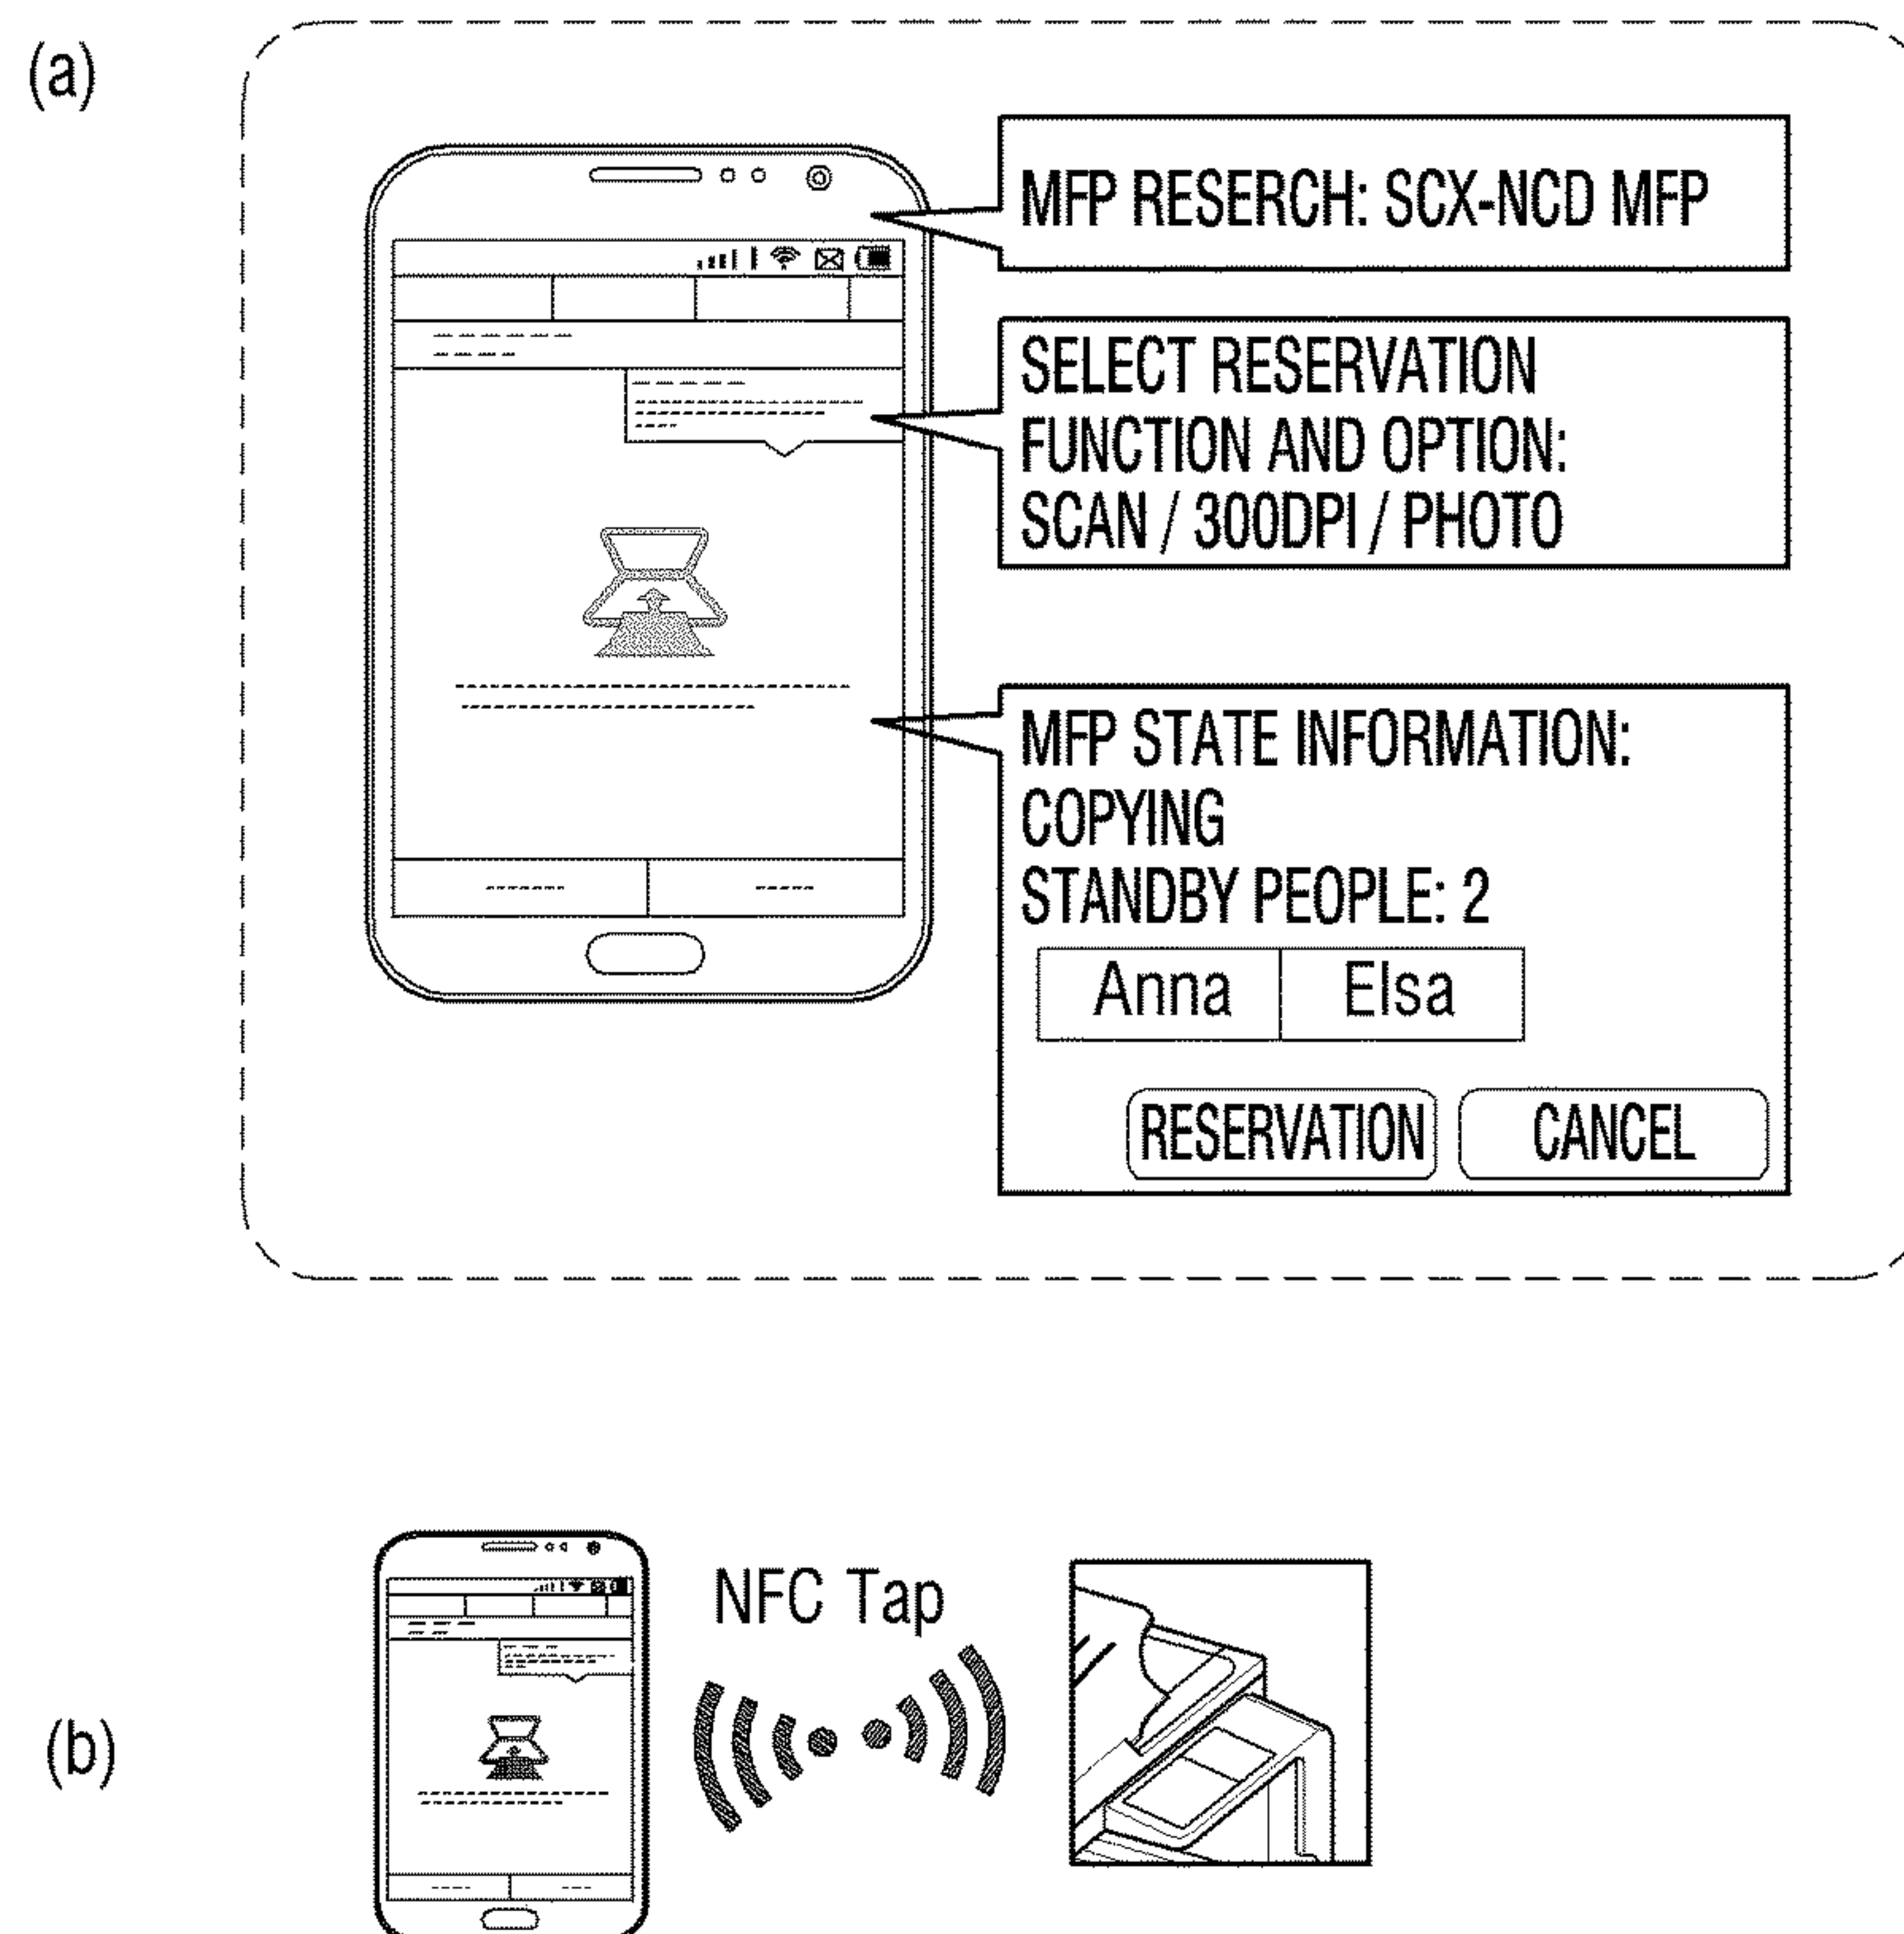 (a)
MFP RESERCH: SCX-NCD MFP
SELECT RESERVATION
FUNCTION AND OPTION:
SCAN / 300DPI / PHOTO
MFP STATE INFORMATION:
COPYING
STANDBY PEOPLE: 2
Anna Elsa
RESERVATION CANCEL
(b)
NFC Tap